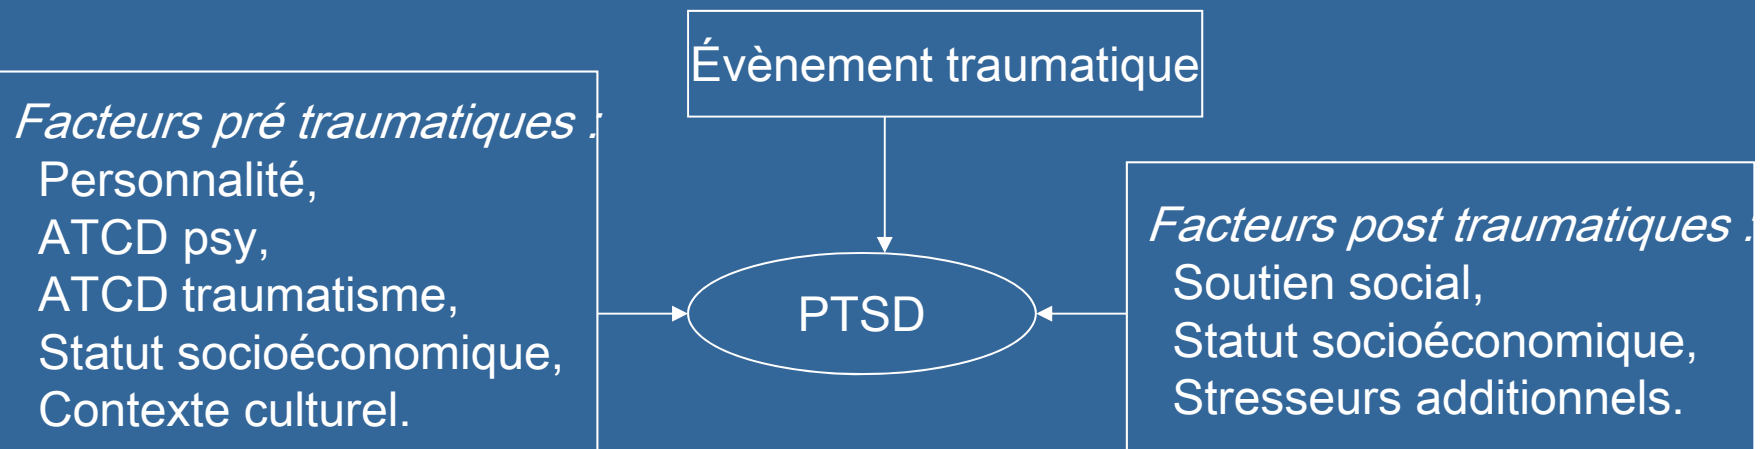 Évènement traumatique
Facteurs pré traumatiques :
Personnalité,
ATCD psy,
ATCD traumatisme,
Statut socioéconomique,
Contexte culturel.
PTSD
Facteurs post traumatiques :
Soutien social,
Statut socioéconomique,
Stresseurs additionnels.